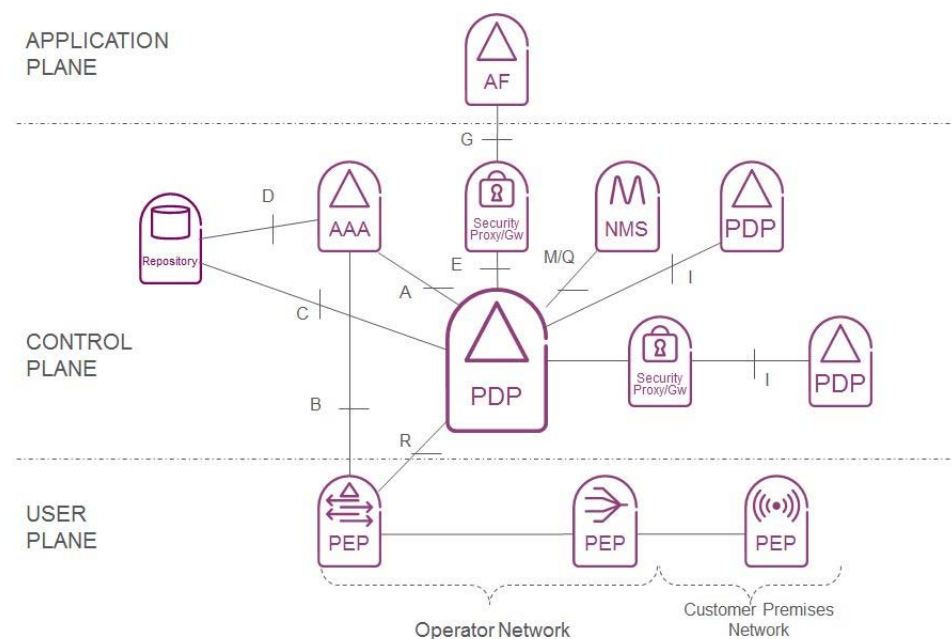 APPLICATION
PLANE
AF
G
D
AAA
Security
Proxy/Gw
NMS
PDP
Repository
E
M/Q
A
I
C
CONTROL
PLANE
PDP
Security
Proxy/Gw
I
PDP
B
R
USER
PLANE
PEP
PEP
PEP
Operator Network
Customer Premises
Network